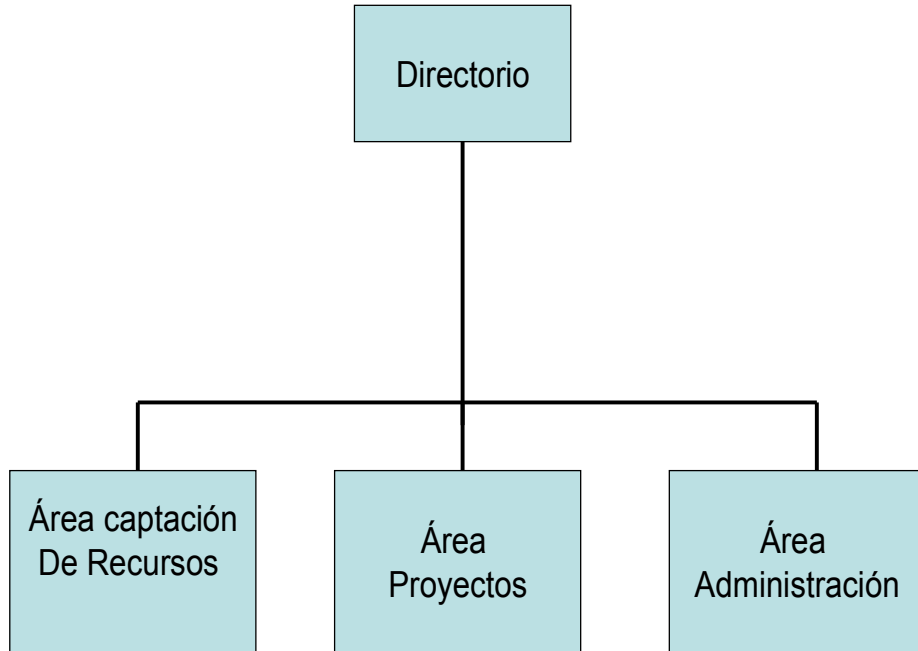 Directorio
Área captación
De Recursos
Área
Proyectos
Área
Administración